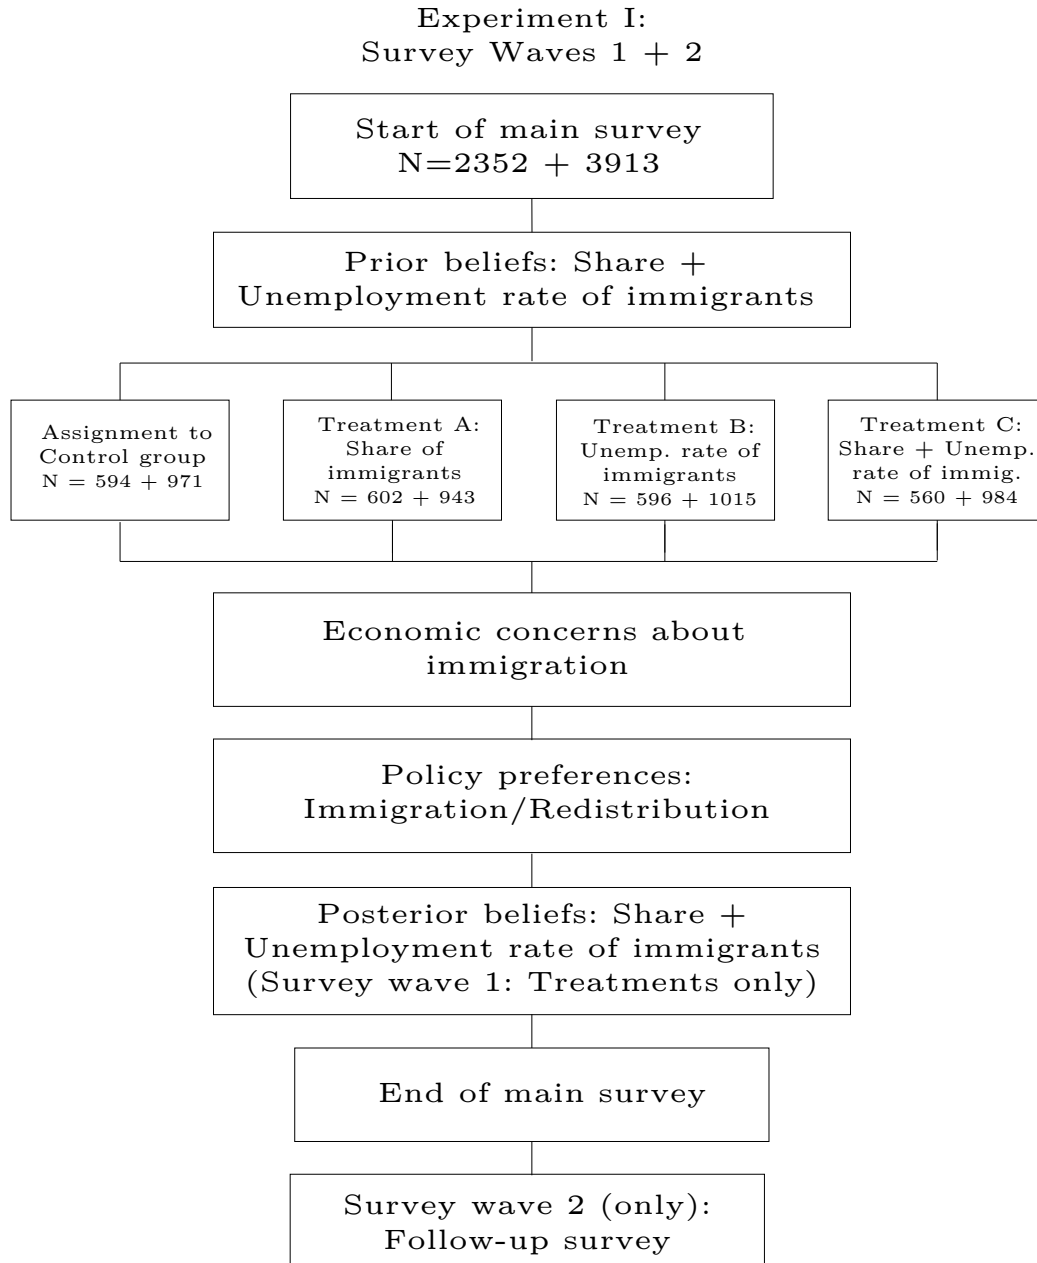 Experiment I:
Survey Waves 1 + 2
Start of main survey
N=2352 + 3913
Prior beliefs: Share +
Unemployment rate of immigrants
Assignment to
Control group
N = 594 + 971
Treatment A:
Share of
immigrants
N = 602 + 943
Treatment B:
Unemp. rate of
immigrants
N = 596 + 1015
Treatment C:
Share + Unemp.
rate of immig.
N = 560 + 984
Economic concerns about
immigration
Policy preferences:
Immigration/Redistribution
Posterior beliefs: Share +
Unemployment rate of immigrants
(Survey wave 1: Treatments only)
End of main survey
Survey wave 2 (only):
Follow-up survey